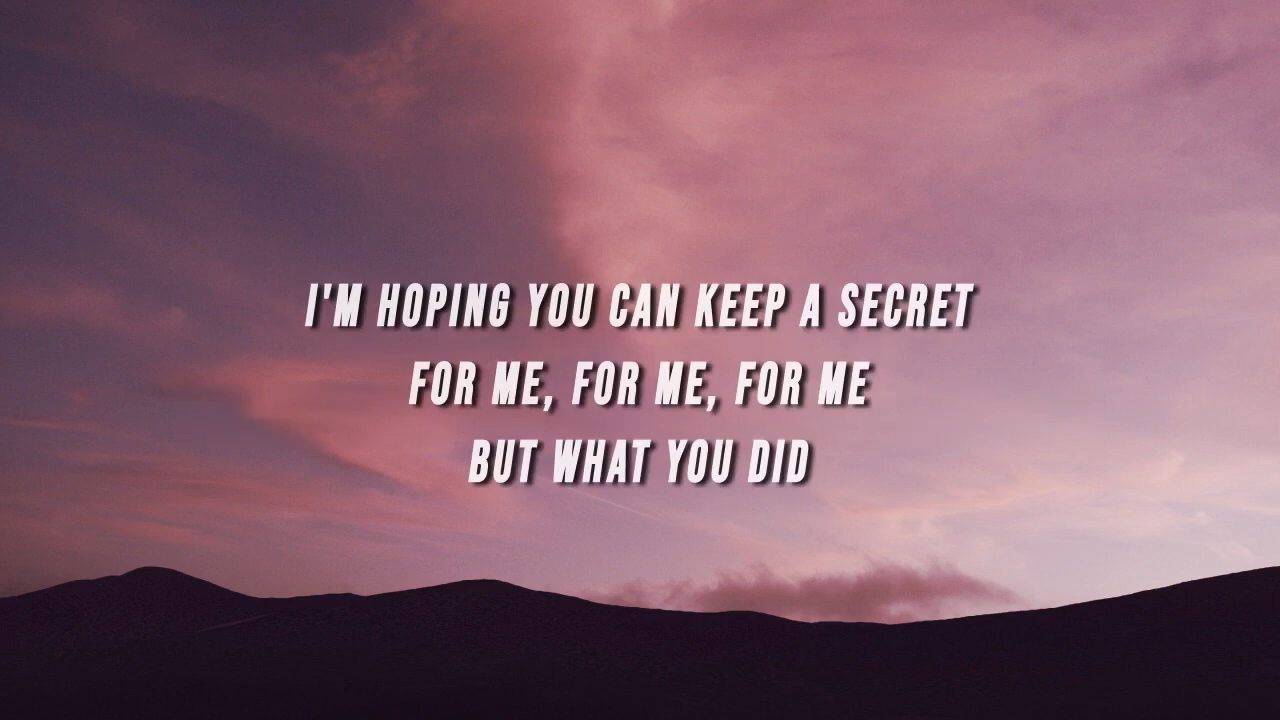 I'M HOPING YOU CAN KEEP A SECRET
FOR ME, FOR ME, FOR ME
BUT WHAT YOU DID